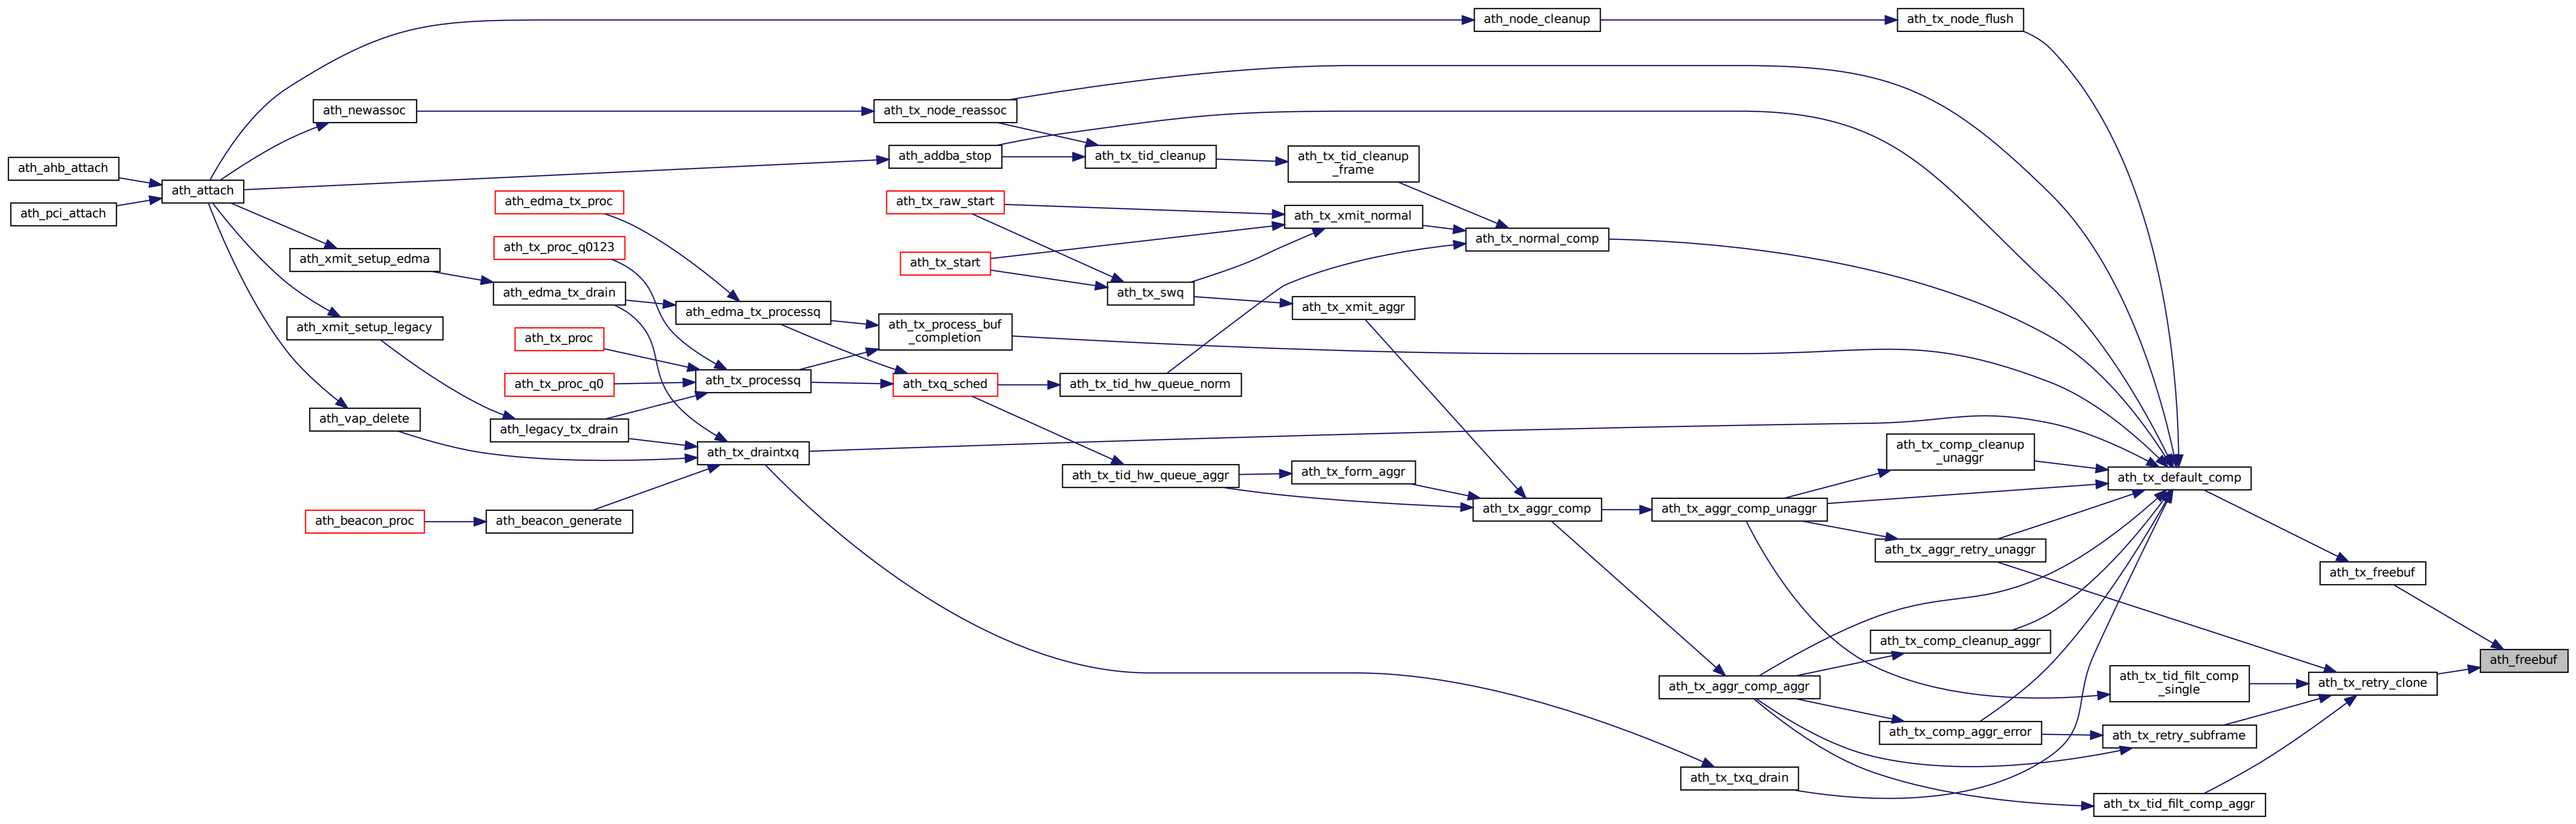 ath_node_cleanup
ath_tx_node_flush
ath_newassoc
ath_tx_node_reassoc
ath_addba_stop
ath_tx_tid_cleanup
ath_tx_tid_cleanup
_frame
ath_ahb_attach
ath_attach
ath_pci_attach
ath_edma_tx_proc
ath_tx_raw_start
ath_tx_xmit_normal
ath_tx_proc_q0123
ath_tx_normal_comp
ath_xmit_setup_edma
ath_tx_start
ath_edma_tx_drain
ath_tx_swq
ath_tx_xmit_aggr
ath_edma_tx_processq
ath_xmit_setup_legacy
ath_tx_process_buf
_completion
ath_tx_proc
ath_tx_processq
ath_tx_proc_q0
ath_txq_sched
ath_tx_tid_hw_queue_norm
ath_vap_delete
ath_legacy_tx_drain
ath_tx_draintxq
ath_tx_comp_cleanup
_unaggr
ath_tx_tid_hw_queue_aggr
ath_tx_form_aggr
ath_tx_default_comp
ath_tx_aggr_comp
ath_tx_aggr_comp_unaggr
ath_beacon_proc
ath_beacon_generate
ath_tx_aggr_retry_unaggr
ath_tx_freebuf
ath_tx_comp_cleanup_aggr
ath_freebuf
ath_tx_aggr_comp_aggr
ath_tx_tid_filt_comp
_single
ath_tx_retry_clone
ath_tx_comp_aggr_error
ath_tx_retry_subframe
ath_tx_txq_drain
ath_tx_tid_filt_comp_aggr